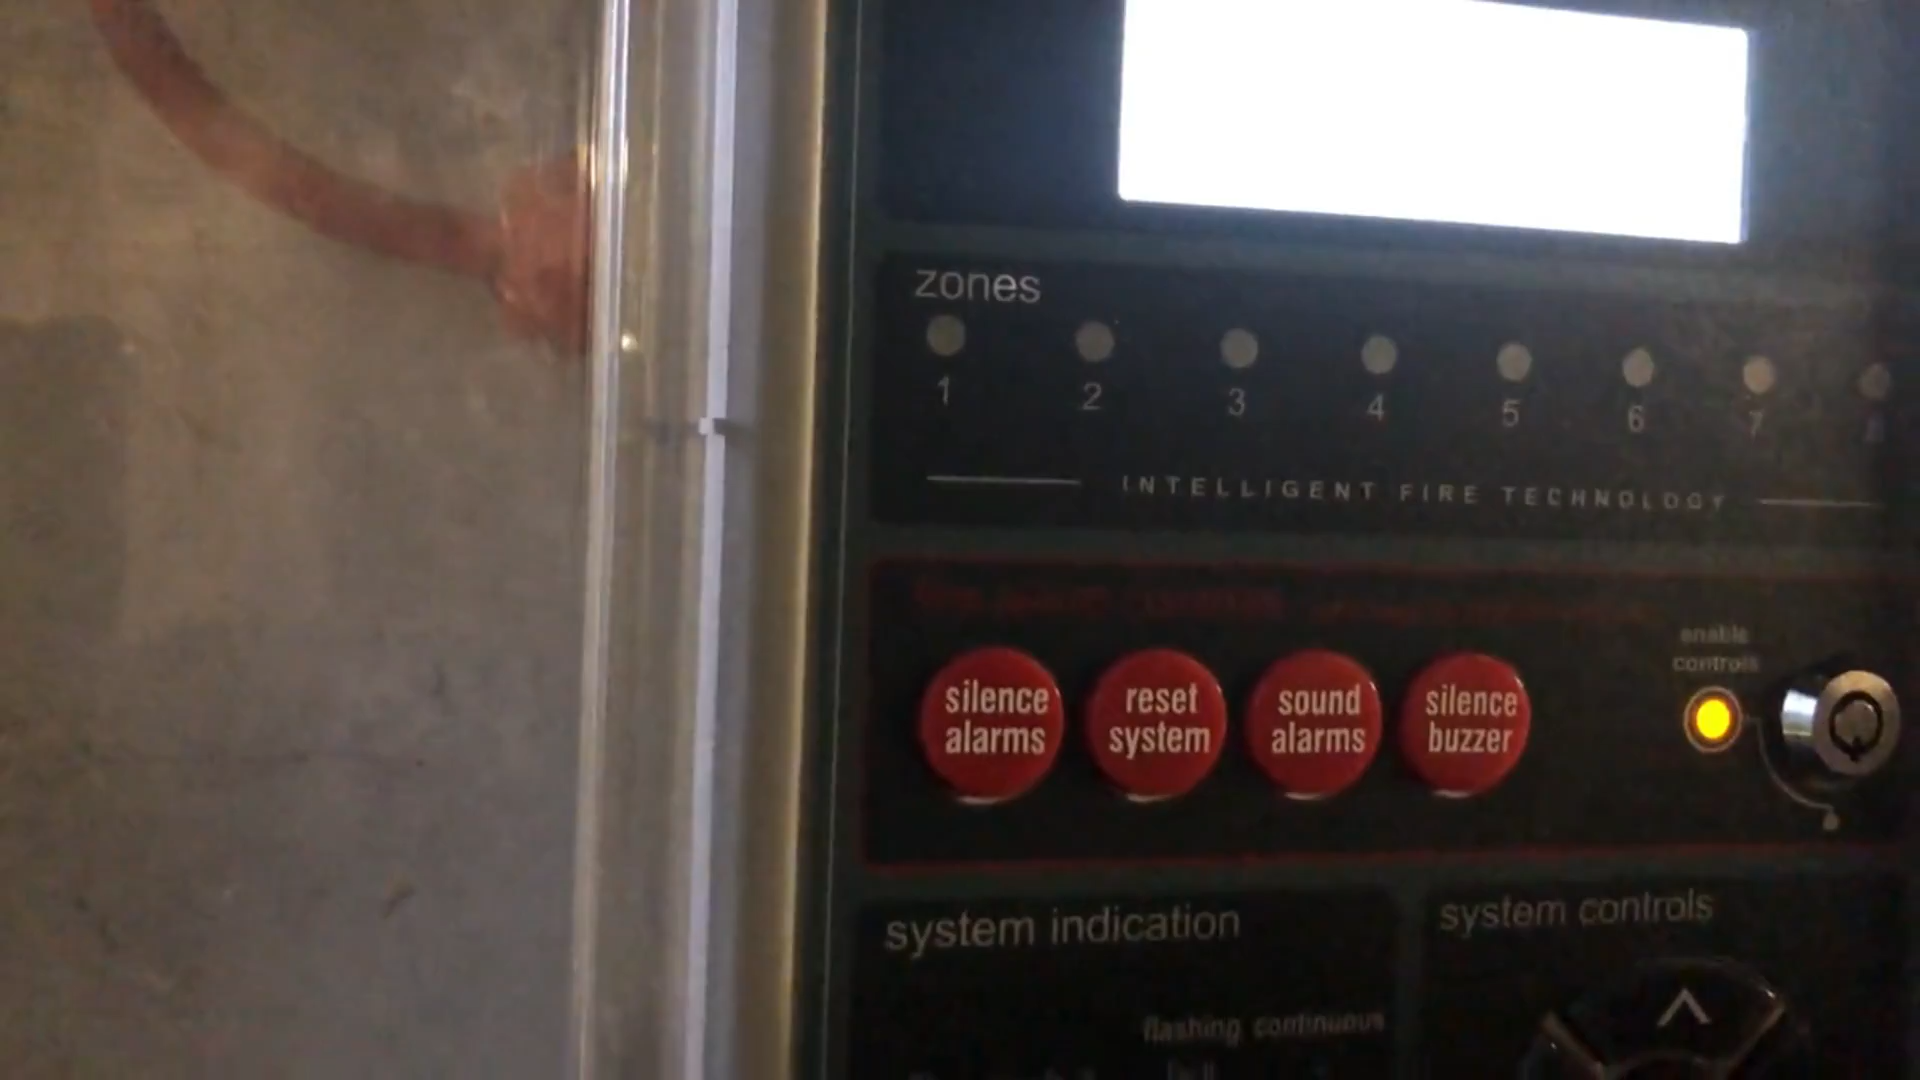 zones
1 2 3 4 5 6 7
INTELLIGENT FIRE TECHNOLOGY
enable
controls
silence
alarms
reset
system
sound
alarms
silence
buzzer
system indication
system controls
flashing continuous